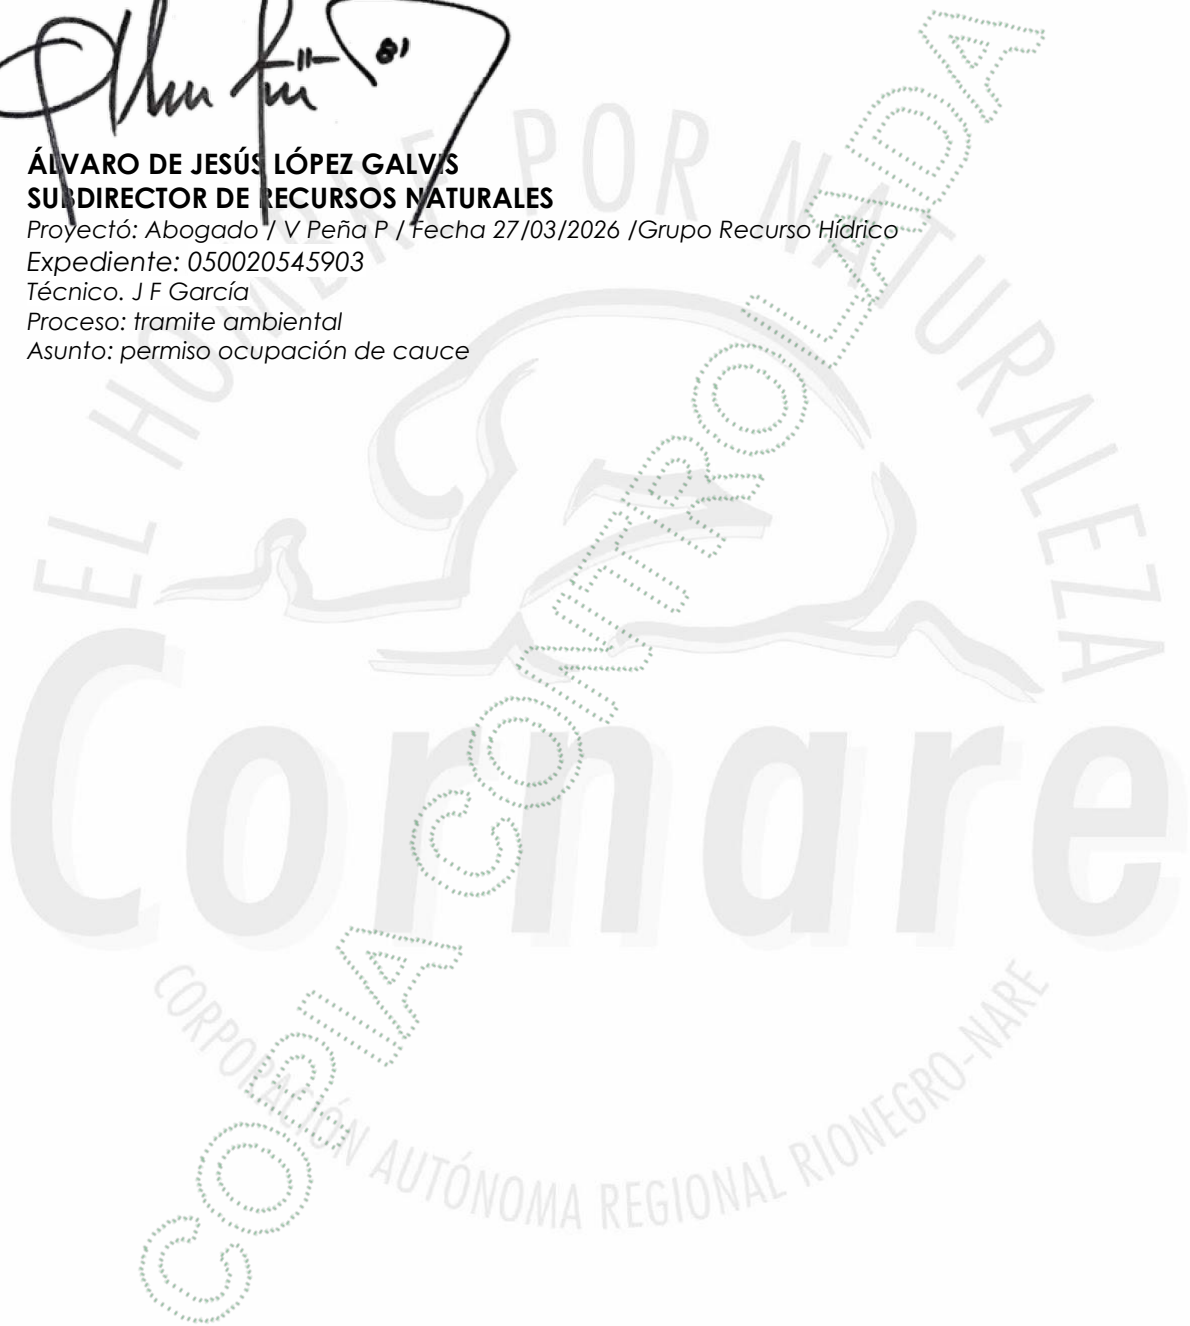 ÁLVARO DE JESÚS LÓPEZ GALVIS
SUBDIRECTOR DE RECURSOS NATURALES
Proyectó: Abogado / V Peña P / Fecha 27/03/2026 /Grupo Recurso Hídrico
Expediente: 050020545903
Técnico. J F García
Proceso: tramite ambiental
Asunto: permiso ocupación de cauce
EL HOMBRE POR NATURALEZA
Cornare
CORPORACIÓN AUTÓNOMA REGIONAL RIONEGRO-NARE
COPIA CONTROLADA